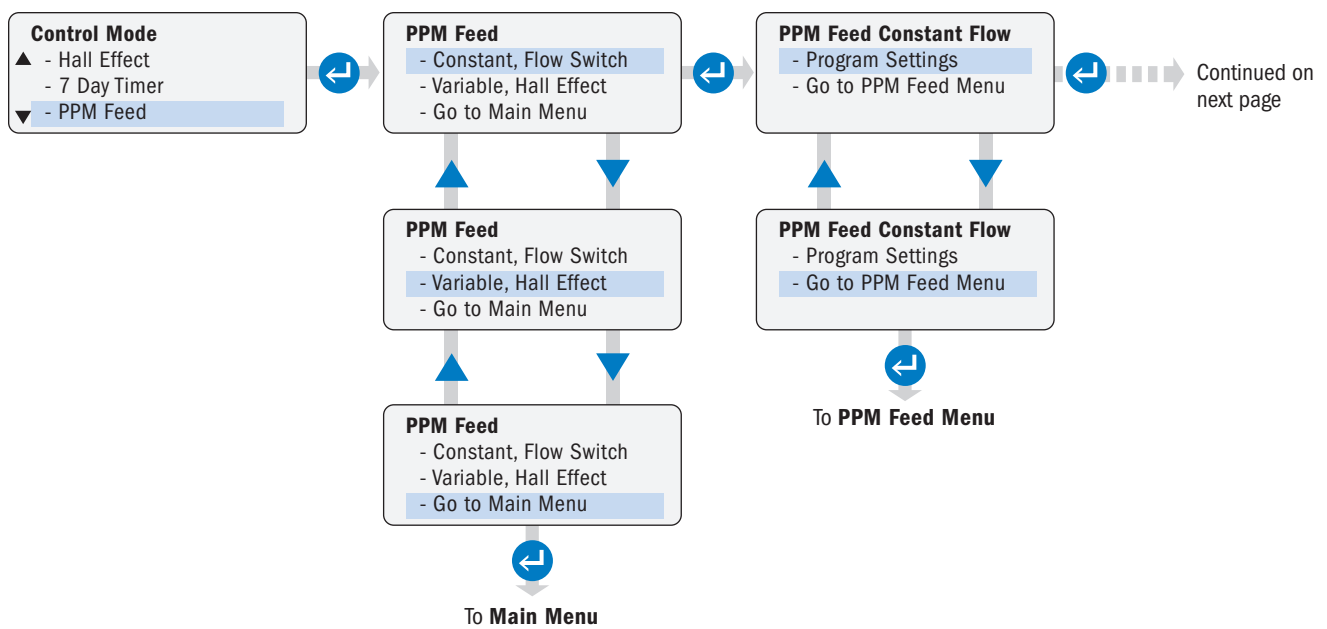 Control Mode
- Hall Effect
- 7 Day Timer
- PPM Feed
PPM Feed
- Constant, Flow Switch
- Variable, Hall Effect
- Go to Main Menu
PPM Feed Constant Flow
- Program Settings
- Go to PPM Feed Menu
Continued on
next page
PPM Feed
- Constant, Flow Switch
- Variable, Hall Effect
- Go to Main Menu
PPM Feed Constant Flow
- Program Settings
- Go to PPM Feed Menu
To PPM Feed Menu
PPM Feed
- Constant, Flow Switch
- Variable, Hall Effect
- Go to Main Menu
To Main Menu